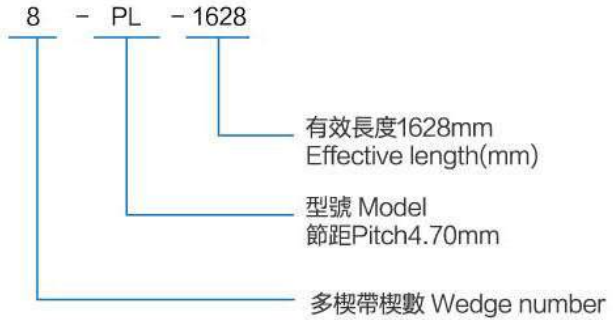 8 - PL - 1628
有效長度1628mm
Effective length(mm)
型號 Model
節距Pitch4.70mm
多楔帶楔數 Wedge number